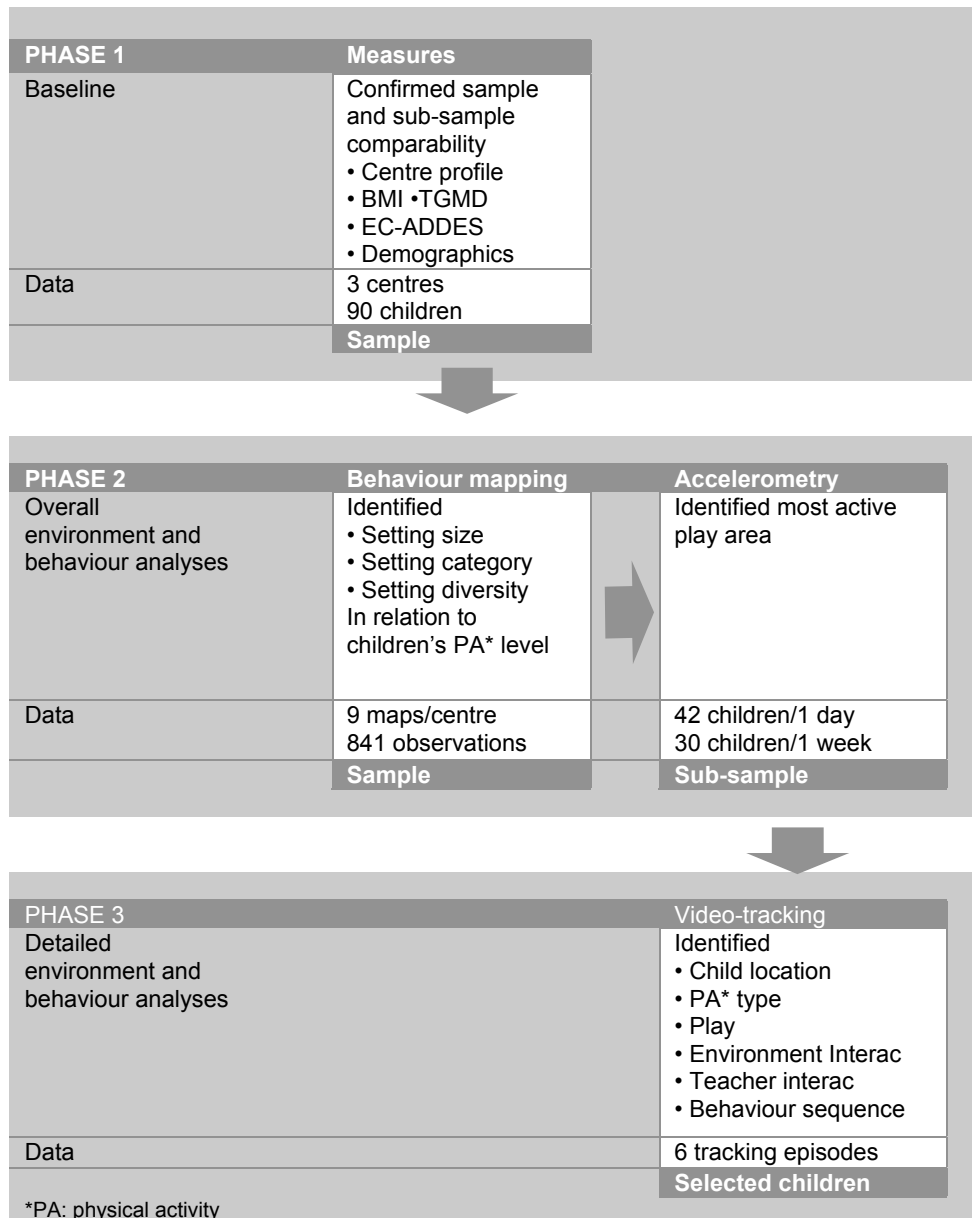 PHASE 1 Measures
Baseline Confirmed sample
and sub-sample
comparability
• Centre profile
• BMI •TGMD
• EC-ADDES
• Demographics
Data 3 centres
90 children
Sample
PHASE 2 Behaviour mapping Accelerometry
Overall Identified Identified most active
environment and • Setting size play area
behaviour analyses • Setting category
• Setting diversity
In relation to
children's PA* level
Data 9 maps/centre 42 children/1 day
841 observations 30 children/1 week
Sample Sub-sample
PHASE 3 Video-tracking
Detailed Identified
environment and • Child location
behaviour analyses • PA* type
• Play
• Environment Interac
• Teacher interac
• Behaviour sequence
Data 6 tracking episodes
Selected children
*PA: physical activity